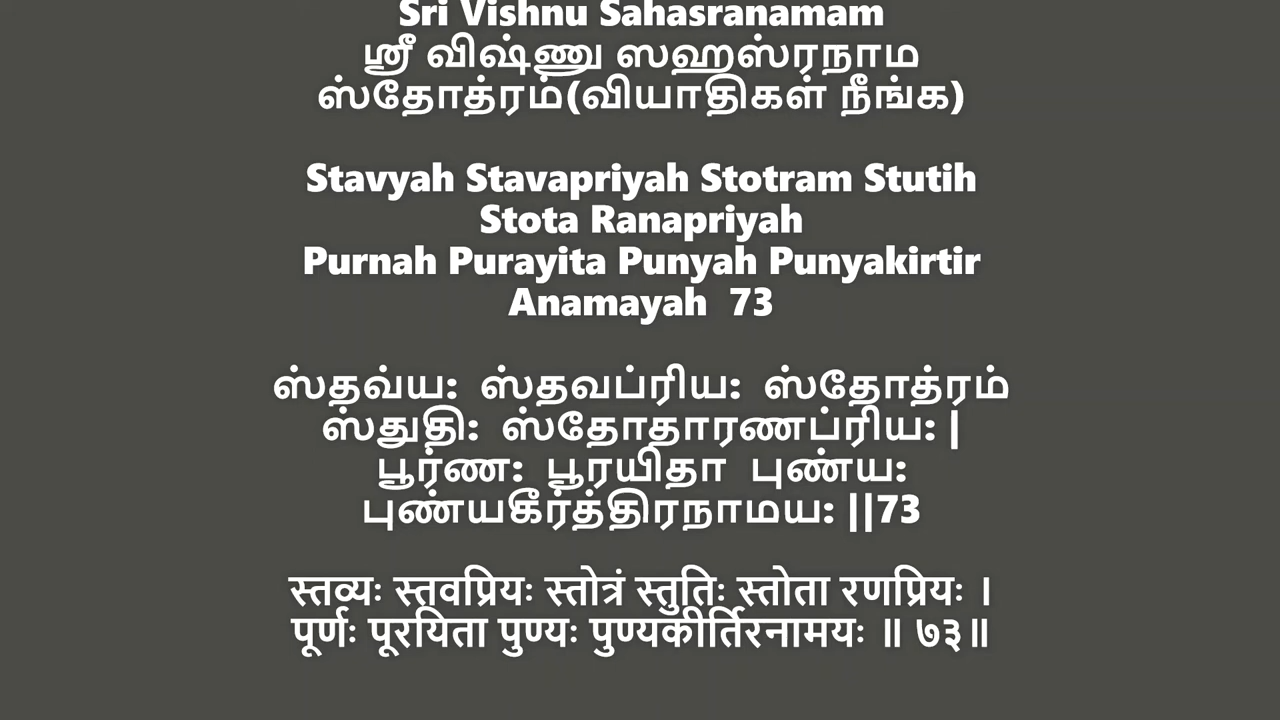 Sri Vishnu Sahasranamam
ஸ்ரீ விஷ்ணு ஸஹஸ்ரநாம
ஸ்தோத்ரம்(வியாதிகள் நீங்க)
Stavyah Stavapriyah Stotram Stutih
Stota Ranapriyah
Purnah Purayita Punyah Punyakirtir
Anamayah 73
ஸ்தவ்ய: ஸ்தவப்ரிய: ஸ்தோத்ரம்
ஸ்துதி: ஸ்தோதாரணப்ரிய: |
பூர்ண: பூரயிதா புண்ய:
புண்யகீர்த்திரநாமய: ||73
स्तव्यः स्तवप्रियः स्तोत्रं स्तुतिः स्तोता रणप्रियः ।
पूर्णः पूरयिता पुण्यः पुण्यकीर्तिरनामयः ॥ ७३॥